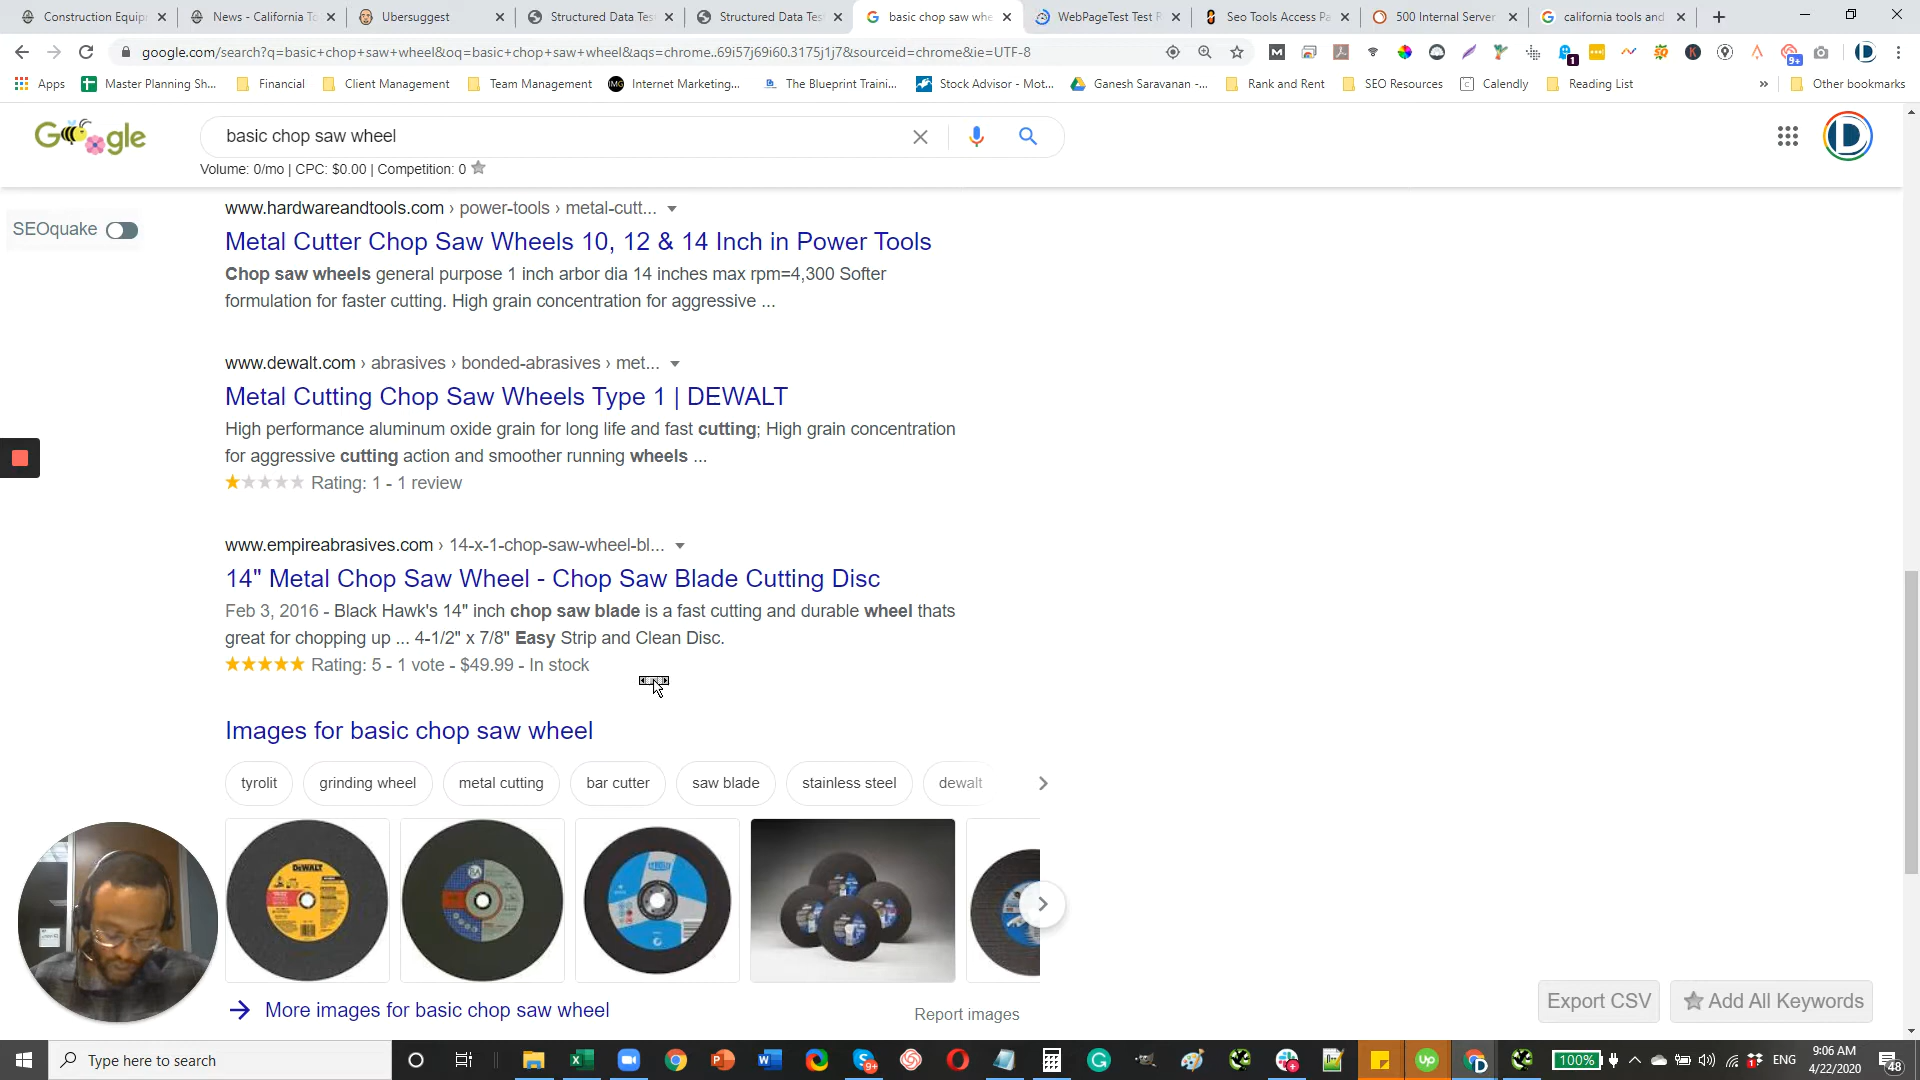 Construction Equip
News - California To
Ubersuggest
Structured Data Tes
Structured Data Tes
basic chop saw whe
WebPageTest Test
Seo Tools Access Pa
500 Internal Server
california tools and
google.com/search?q=basic+chop+saw+wheel&oq=basic+chop+saw+wheel&aqs=chrome..69i57j69i60.3175j1j7&sourceid=chrome&ie=UTF-8
1
9+
Apps
Master Planning Sh...
Financial
Client Management
Team Management
IMG
Internet Marketing...
The Blueprint Traini...
Stock Advisor - Mot...
Ganesh Saravanan -...
Rank and Rent
SEO Resources
Calendly
Reading List
»
Other bookmarks
Google
basic chop saw wheel
Volume: 0/mo | CPC: $0.00 | Competition: 0
SEOquake
www.hardwareandtools.com › power-tools › metal-cutt...
Metal Cutter Chop Saw Wheels 10, 12 & 14 Inch in Power Tools
Chop saw wheels general purpose 1 inch arbor dia 14 inches max rpm=4,300 Softer
formulation for faster cutting. High grain concentration for aggressive ...
www.dewalt.com › abrasives › bonded-abrasives › met...
Metal Cutting Chop Saw Wheels Type 1 | DEWALT
High performance aluminum oxide grain for long life and fast cutting; High grain concentration
for aggressive cutting action and smoother running wheels ...
Rating: 1 - 1 review
www.empireabrasives.com › 14-x-1-chop-saw-wheel-bl...
14" Metal Chop Saw Wheel - Chop Saw Blade Cutting Disc
Feb 3, 2016 - Black Hawk's 14" inch chop saw blade is a fast cutting and durable wheel thats
great for chopping up ... 4-1/2" x 7/8" Easy Strip and Clean Disc.
Rating: 5 - 1 vote - $49.99 - In stock
Images for basic chop saw wheel
tyrolit
grinding wheel
metal cutting
bar cutter
saw blade
stainless steel
dewalt
DEWALT
More images for basic chop saw wheel
Report images
Export CSV
Add All Keywords
Type here to search
100%
ENG
9:06 AM
4/22/2020
48